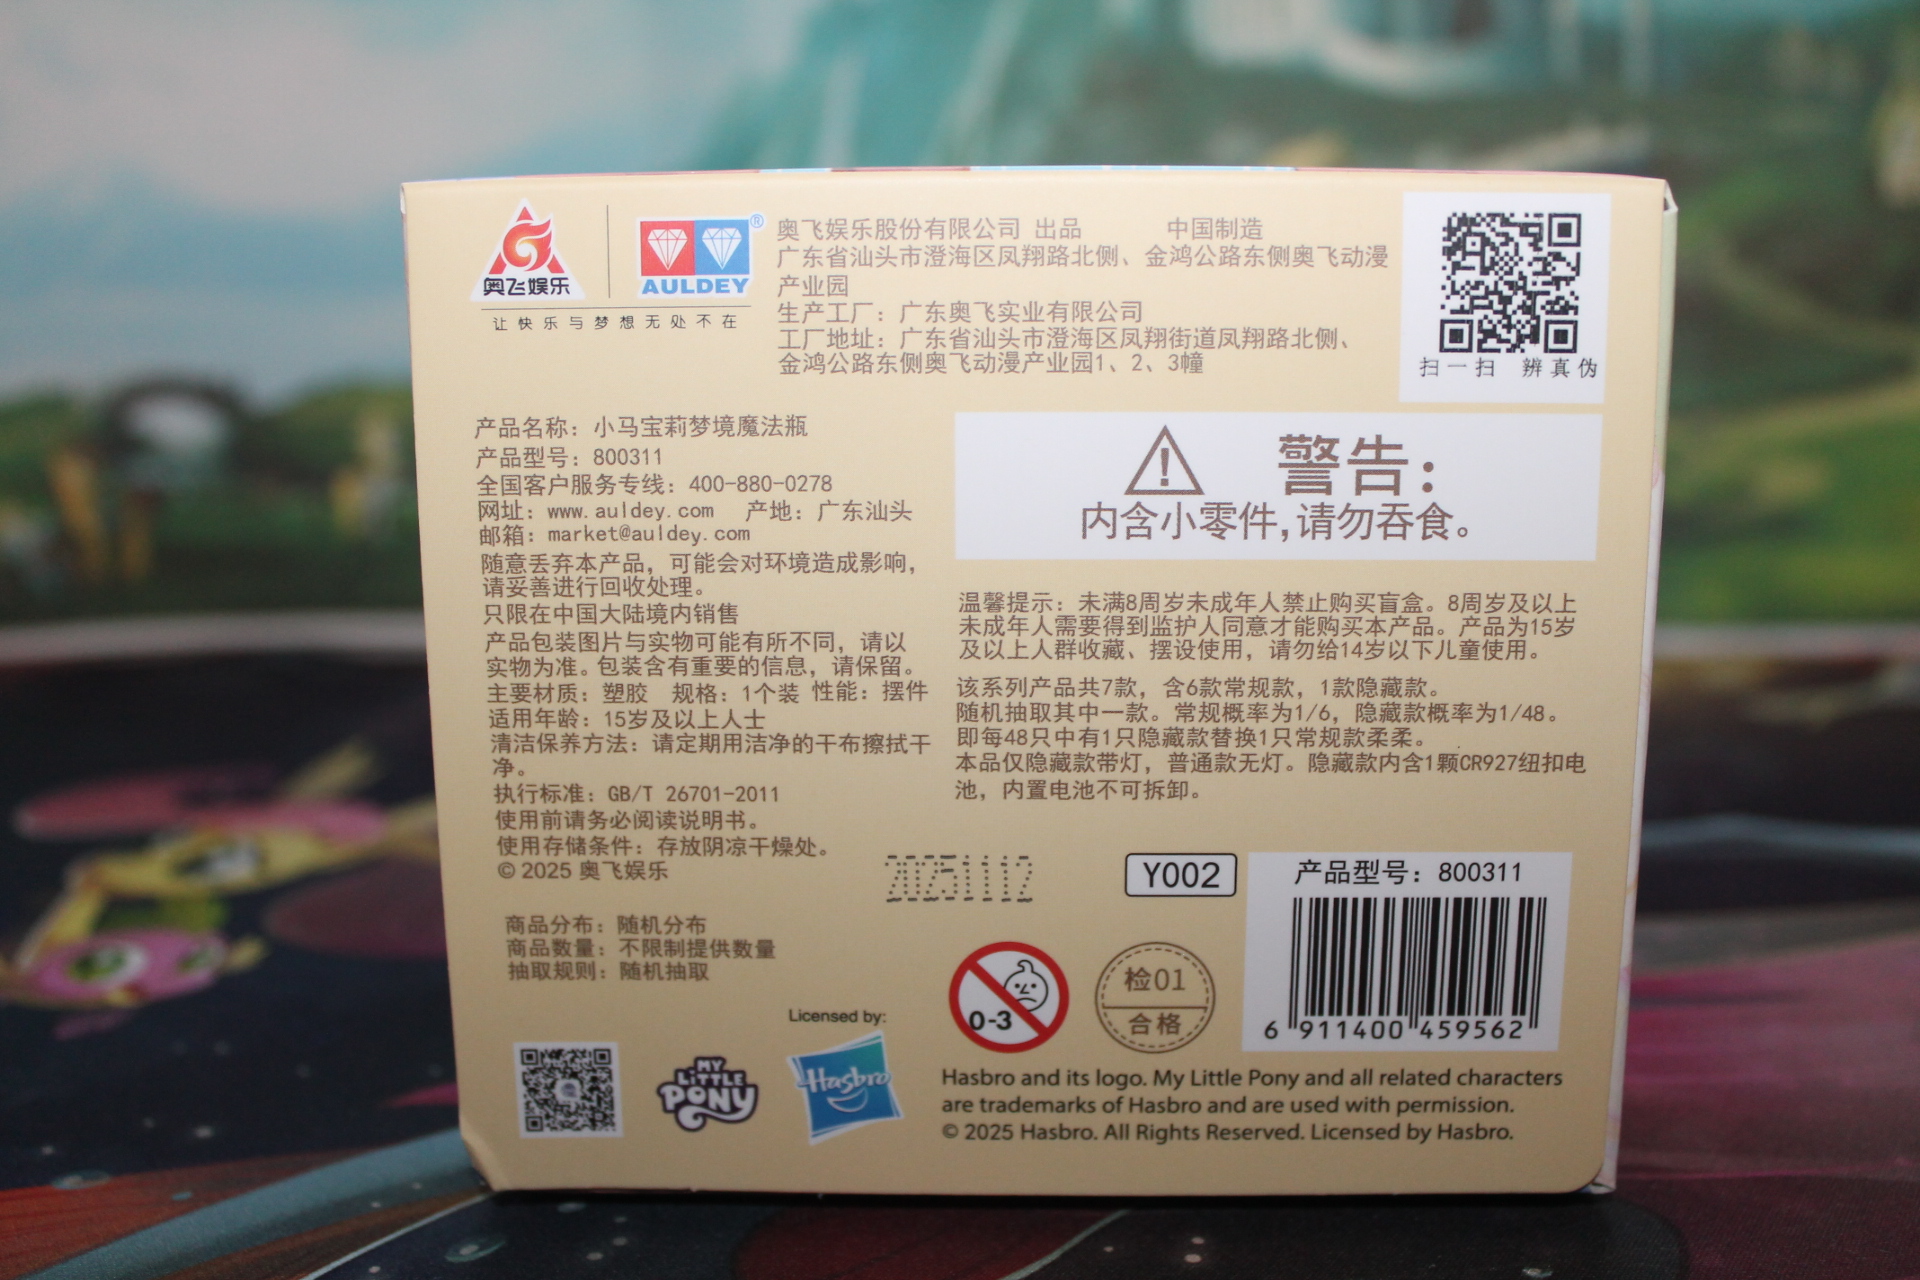 奥飞娱乐
AULDEY®
让快乐与梦想无处不在
奥飞娱乐股份有限公司 出品 中国制造
广东省汕头市澄海区凤翔路北侧、金鸿公路东侧奥飞动漫
产业园
生产工厂：广东奥飞实业有限公司
工厂地址：广东省汕头市澄海区凤翔街道凤翔路北侧、
金鸿公路东侧奥飞动漫产业园1、2、3幢
扫一扫 辨真伪
产品名称：小马宝莉梦境魔法瓶
产品型号：800311
全国客户服务专线：400-880-0278
网址：www.auldey.com 产地：广东汕头
邮箱：market@auldey.com
随意丢弃本产品，可能会对环境造成影响，
请妥善进行回收处理。
只限在中国大陆境内销售
产品包装图片与实物可能有所不同，请以
实物为准。包装含有重要的信息，请保留。
主要材质：塑胶 规格：1个装 性能：摆件
适用年龄：15岁及以上人士
清洁保养方法：请定期用洁净的干布擦拭干
净。
执行标准：GB/T 26701-2011
使用前请务必阅读说明书。
使用存储条件：存放阴凉干燥处。
© 2025 奥飞娱乐
商品分布：随机分布
商品数量：不限制提供数量
抽取规则：随机抽取
警告：
内含小零件,请勿吞食。
温馨提示：未满8周岁未成年人禁止购买盲盒。8周岁及以上
未成年人需要得到监护人同意才能购买本产品。产品为15岁
及以上人群收藏、摆设使用，请勿给14岁以下儿童使用。
该系列产品共7款，含6款常规款，1款隐藏款。
随机抽取其中一款。常规概率为1/6，隐藏款概率为1/48。
即每48只中有1只隐藏款替换1只常规款柔柔。
本品仅隐藏款带灯，普通款无灯。隐藏款内含1颗CR927纽扣电
池，内置电池不可拆卸。
20251112
Y002
产品型号：800311
6 911400 459562
0-3
检01
合格
Licensed by:
MY LITTLE PONY
Hasbro
Hasbro and its logo. My Little Pony and all related characters
are trademarks of Hasbro and are used with permission.
© 2025 Hasbro. All Rights Reserved. Licensed by Hasbro.